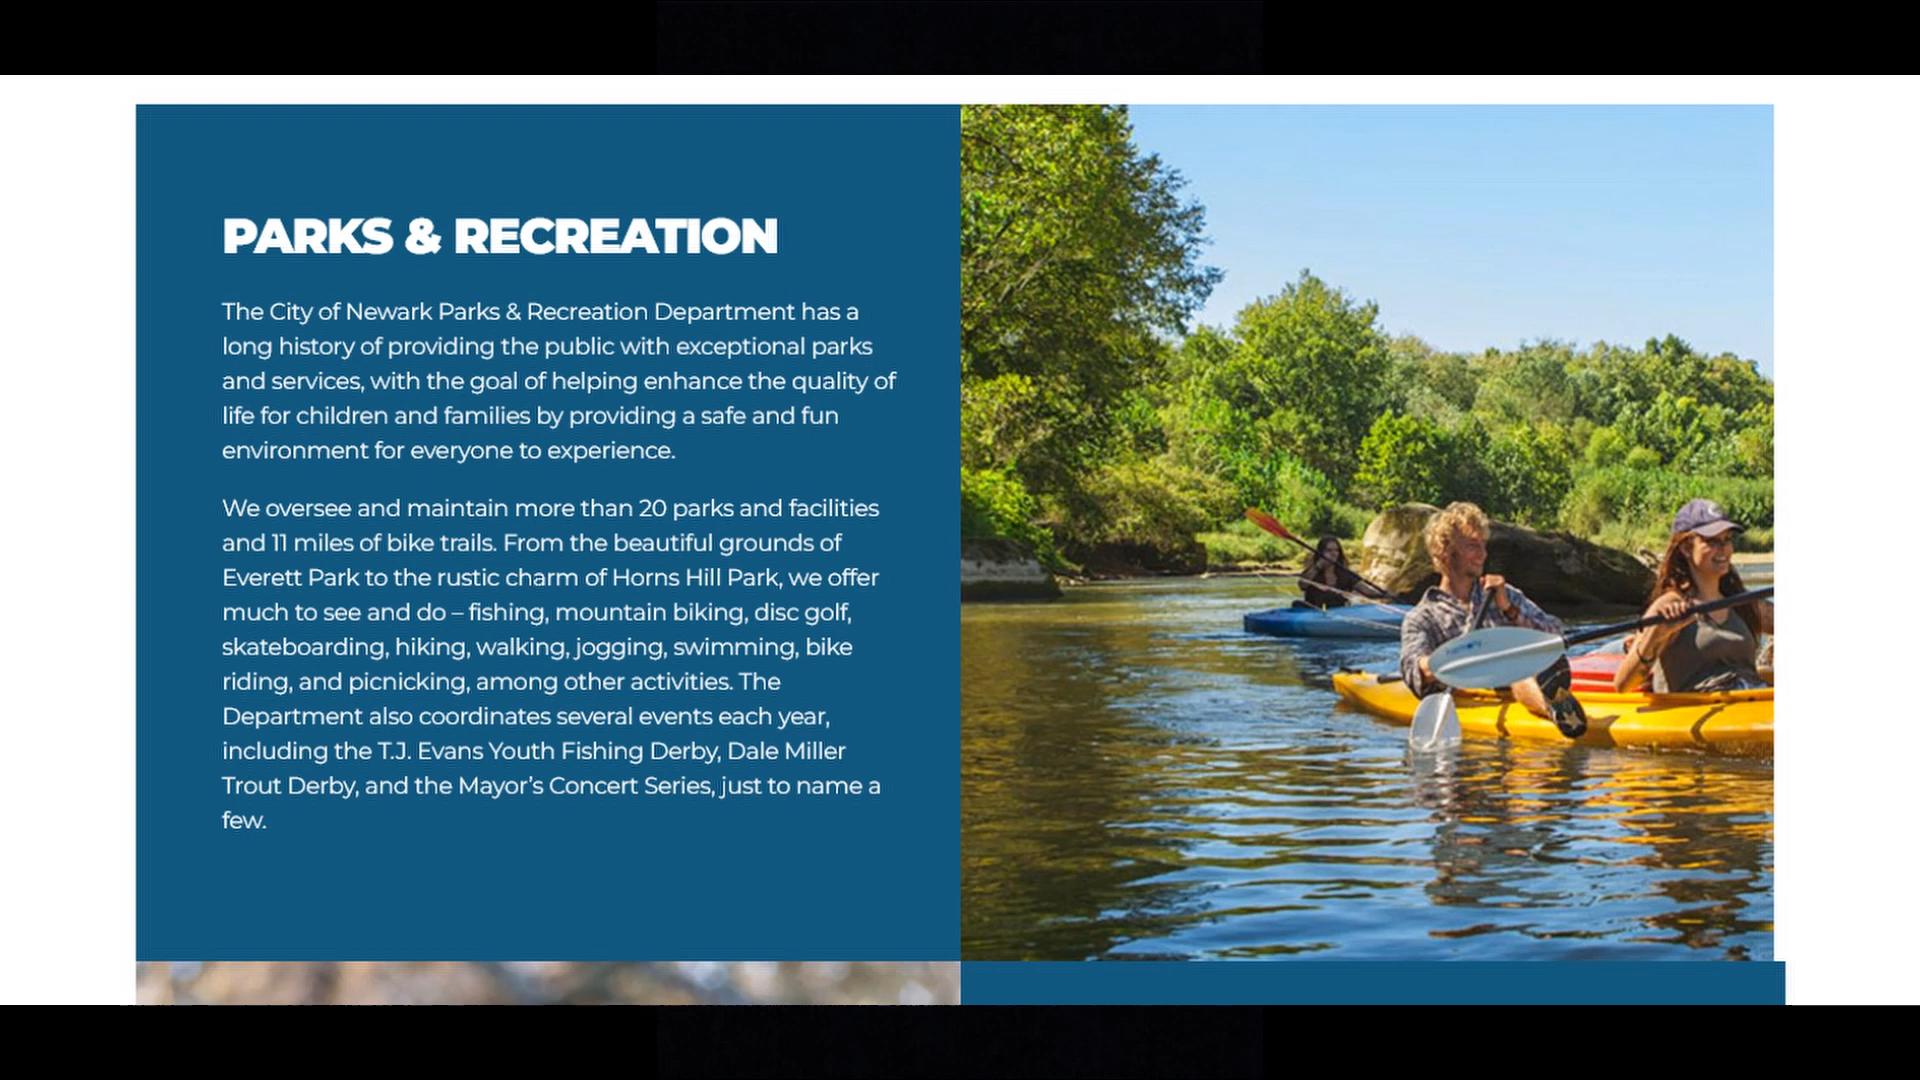 PARKS & RECREATION
The City of Newark Parks & Recreation Department has a
long history of providing the public with exceptional parks
and services, with the goal of helping enhance the quality of
life for children and families by providing a safe and fun
environment for everyone to experience.
We oversee and maintain more than 20 parks and facilities
and 11 miles of bike trails. From the beautiful grounds of
Everett Park to the rustic charm of Horns Hill Park, we offer
much to see and do – fishing, mountain biking, disc golf,
skateboarding, hiking, walking, jogging, swimming, bike
riding, and picnicking, among other activities. The
Department also coordinates several events each year,
including the T.J. Evans Youth Fishing Derby, Dale Miller
Trout Derby, and the Mayor’s Concert Series, just to name a
few.